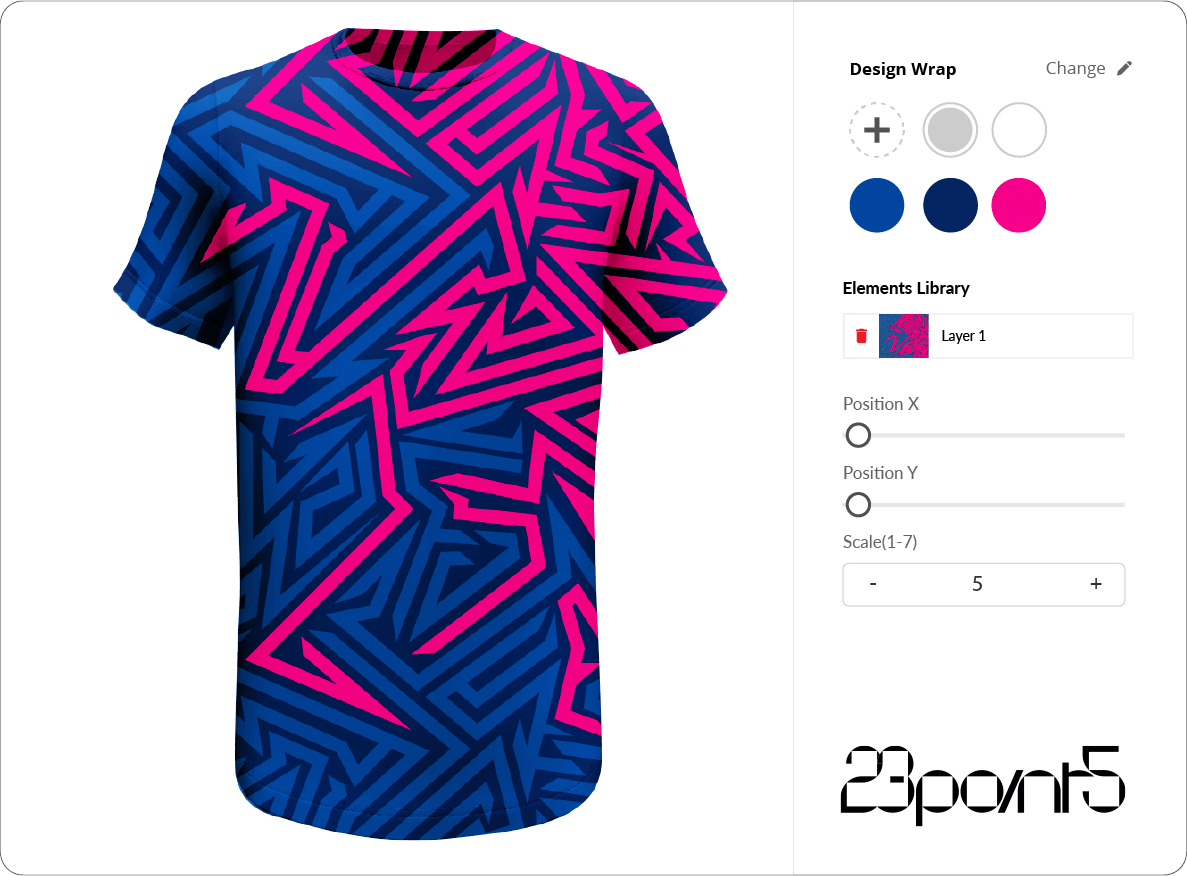 Design Wrap
Change
Elements Library
Layer 1
Position X
Position Y
Scale(1-7)
- 5 +
23point5